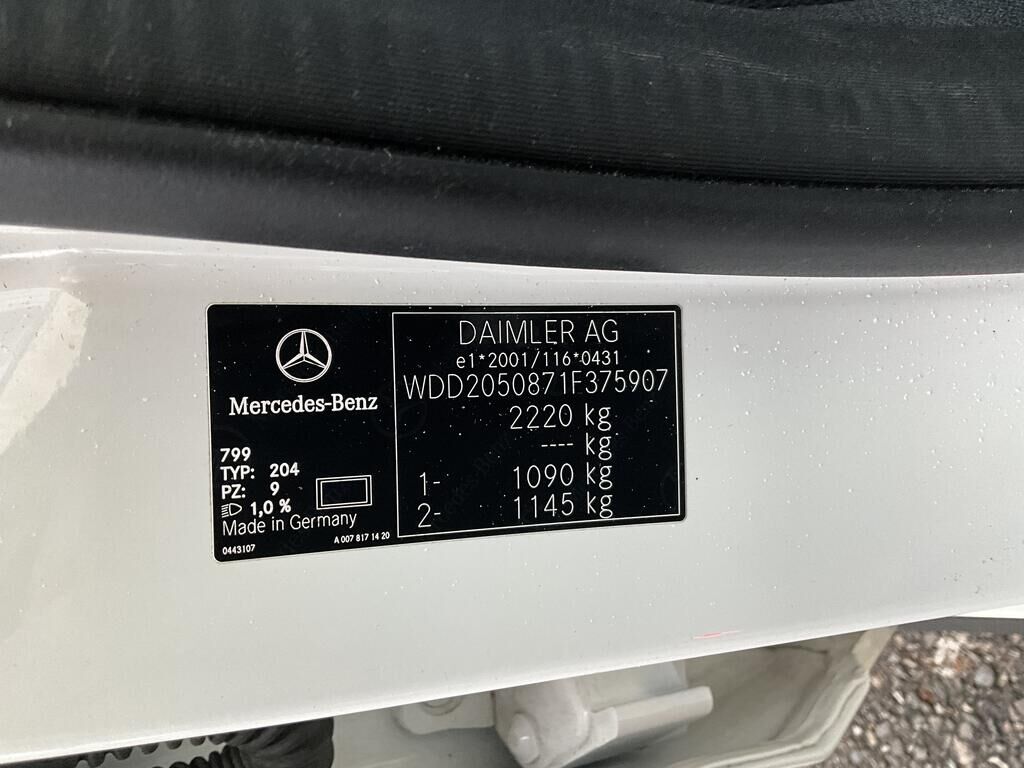 Mercedes-Benz
799
TYP: 204
PZ: 9
1,0 %
Made in Germany
0443107
A 007 817 14 20
DAIMLER AG
e1*2001/116*0431
WDD2050871F375907
2220 kg
---- kg
1- 1090 kg
2- 1145 kg